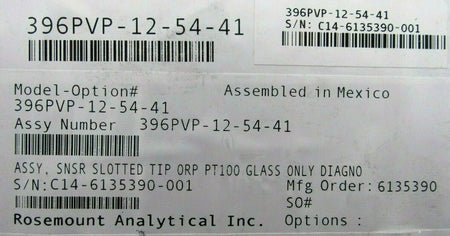 396PVP-12-54-41
396PVP-12-54-41
S/N: C14-6135390-001
Model-Option# Assembled in Mexico
396PVP-12-54-41
Assy Number 396PVP-12-54-41
ASSY, SNSR SLOTTED TIP ORP PT100 GLASS ONLY DIAGNO
S/N:C14-6135390-001 Mfg Order: 6135390
SO#
Rosemount Analytical Inc. Options :